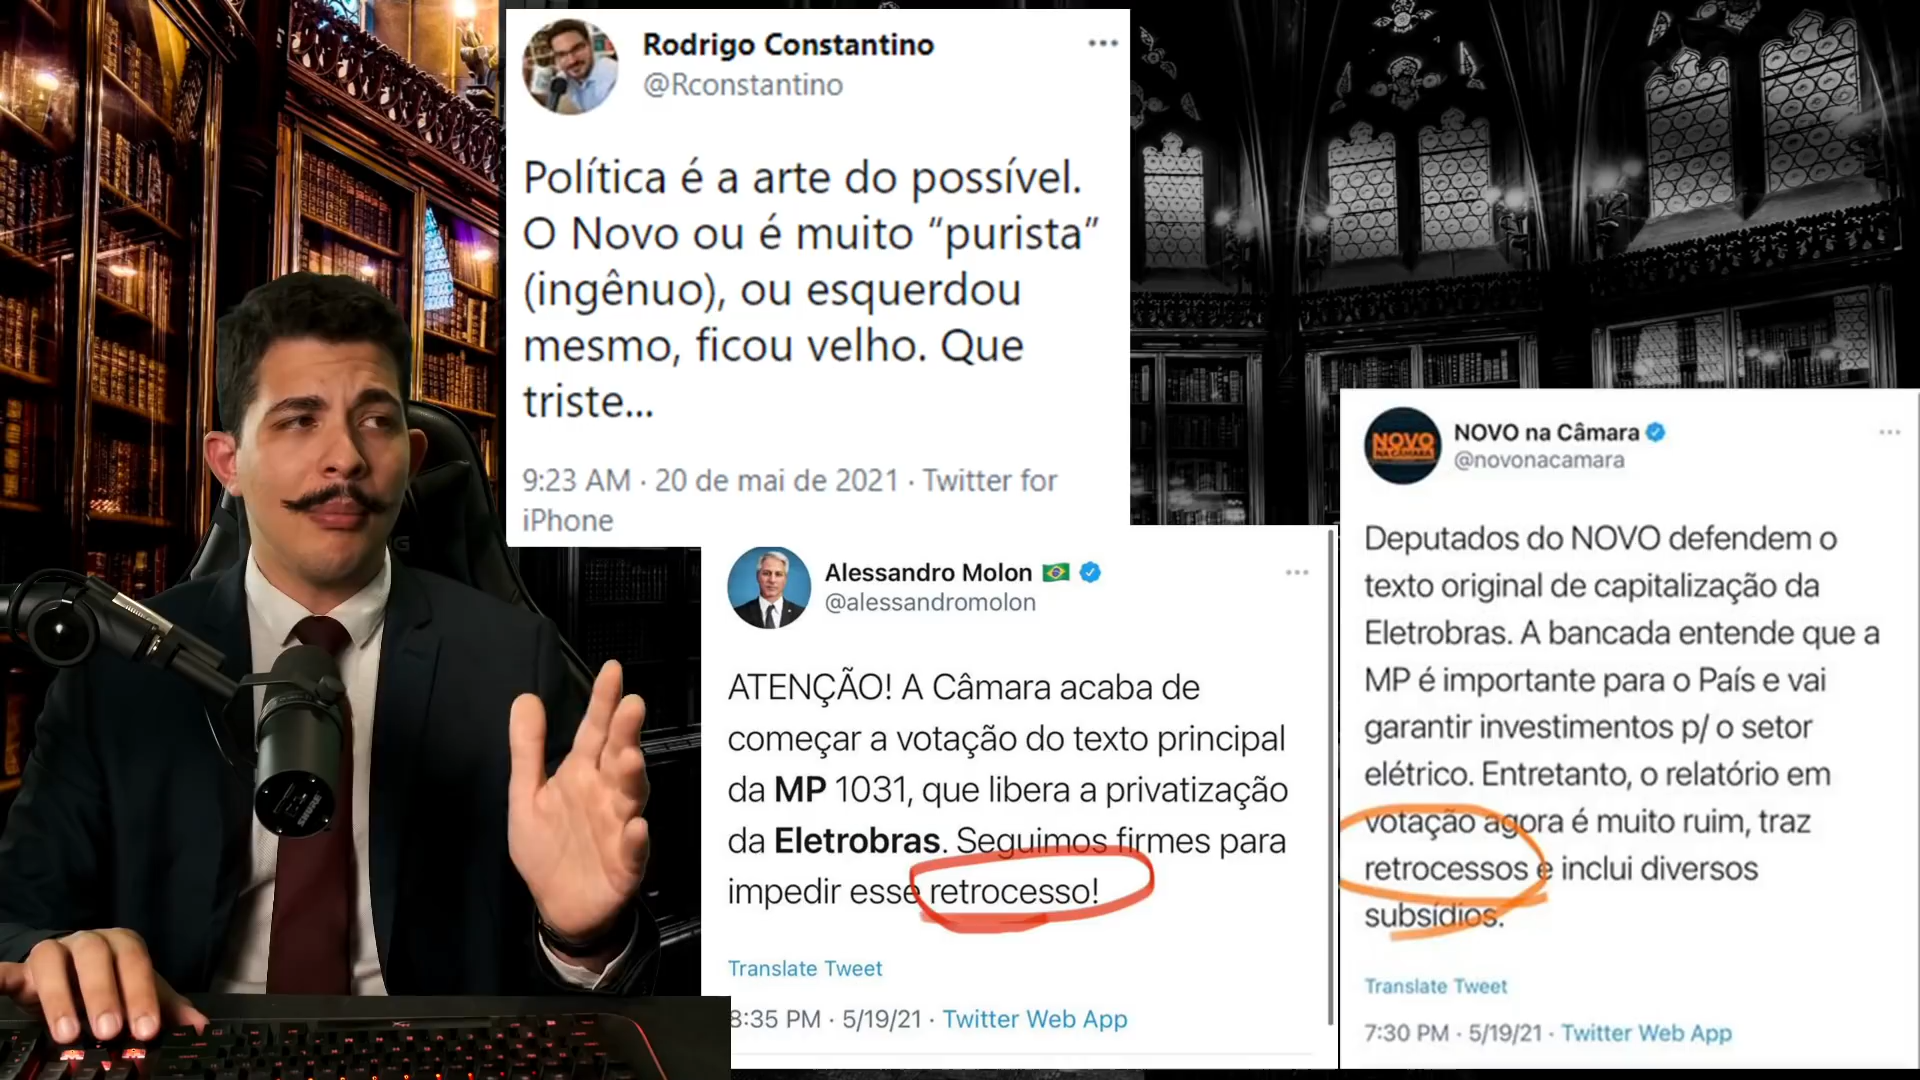 Rodrigo Constantino
@Rconstantino
Política é a arte do possível.
O Novo ou é muito “purista”
(ingênuo), ou esquerdou
mesmo, ficou velho. Que
triste...
9:23 AM · 20 de mai de 2021 · Twitter for
iPhone
Alessandro Molon
@alessandromolon
ATENÇÃO! A Câmara acaba de
começar a votação do texto principal
da MP 1031, que libera a privatização
da Eletrobras. Seguimos firmes para
impedir esse retrocesso!
Translate Tweet
8:35 PM · 5/19/21 · Twitter Web App
NOVO
NA CÂMARA
NOVO na Câmara
@novonacamara
Deputados do NOVO defendem o
texto original de capitalização da
Eletrobras. A bancada entende que a
MP é importante para o País e vai
garantir investimentos p/ o setor
elétrico. Entretanto, o relatório em
votação agora é muito ruim, traz
retrocessos e inclui diversos
subsídios.
Translate Tweet
7:30 PM · 5/19/21 · Twitter Web App
SHURE